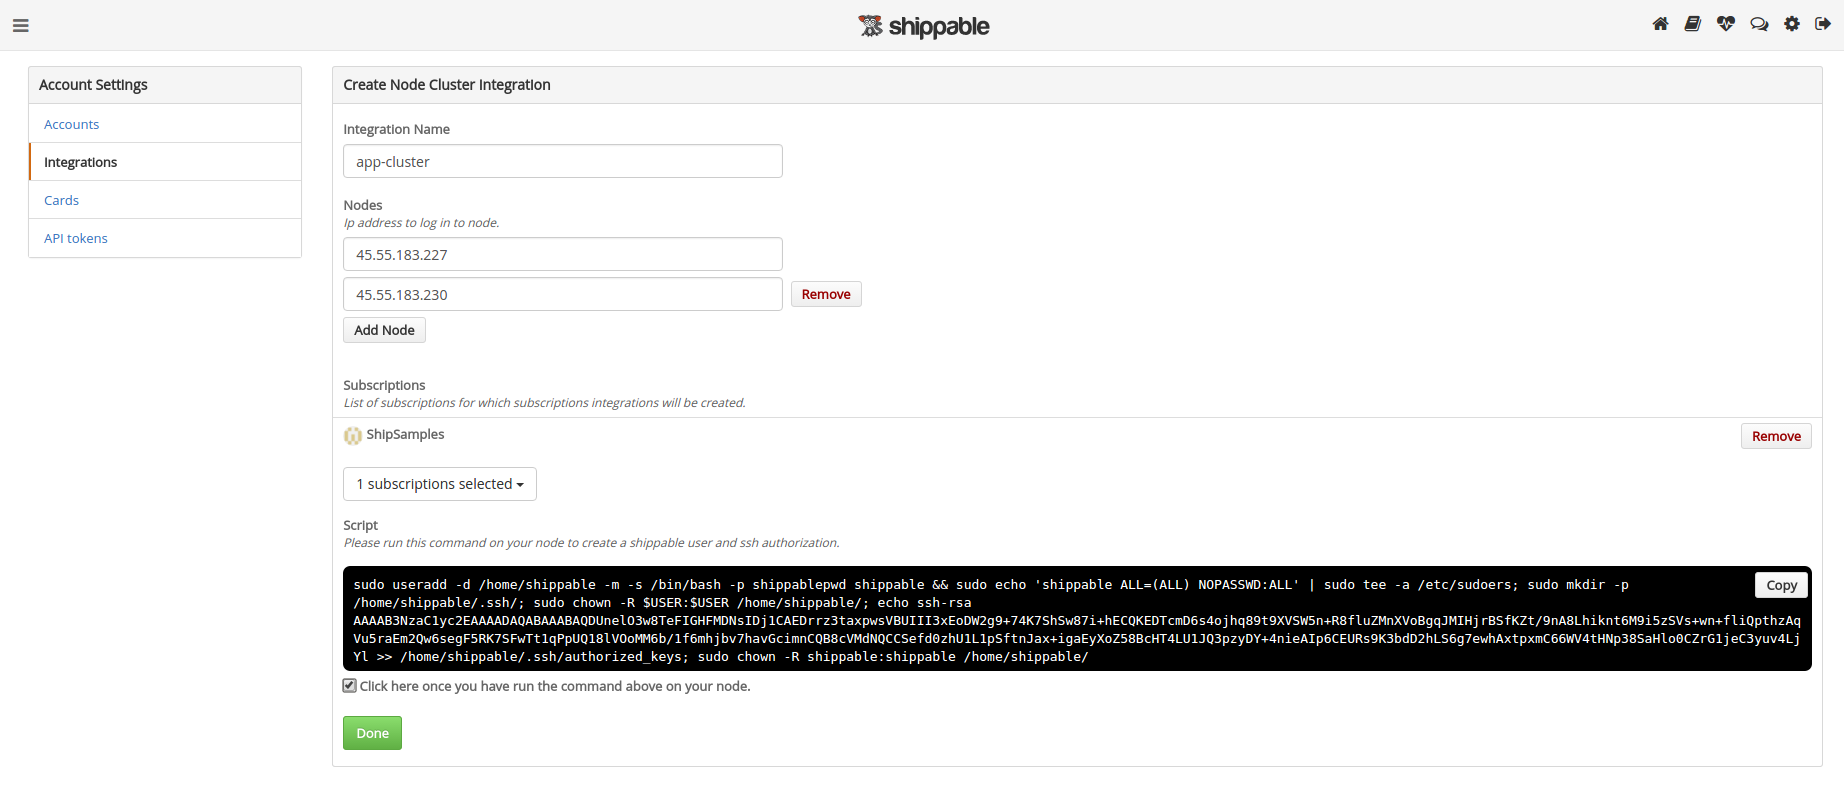 shippable
Account Settings
Accounts
Integrations
Cards
API tokens
Create Node Cluster Integration
Integration Name
app-cluster
Nodes
Ip address to log in to node.
45.55.183.227
45.55.183.230
Remove
Add Node
Subscriptions
List of subscriptions for which subscriptions integrations will be created.
ShipSamples
Remove
1 subscriptions selected
Script
Please run this command on your node to create a shippable user and ssh authorization.
sudo useradd -d /home/shippable -m -s /bin/bash -p shippablepwd shippable && sudo echo 'shippable ALL=(ALL) NOPASSWD:ALL' | sudo tee -a /etc/sudoers; sudo mkdir -p
Copy
/home/shippable/.ssh/; sudo chown -R $USER:$USER /home/shippable/; echo ssh-rsa
AAAAB3NzaC1yc2EAAAADAQABAAABAQDUnelO3w8TeFIGHFMDNsIDj1CAEDrrz3taxpwsVBUIII3xEoDW2g9+74K7ShSw87i+hECQKEDTcmD6s4ojhq89t9XVSW5n+R8fluZMnXVoBgqJMIHjrBSfKZt/9nA8Lhiknt6M9i5zSVs+wn+fliQpthzAq
Vu5raEm2Qw6segF5RK7SFwTt1qPpUQ18lVOoMM6b/1f6mhjbv7havGcimnCQB8cVMdNQCCSefd0zhU1L1pSftnJax+igaEyXoZ58BcHT4LU1JQ3pzyDY+4nieAIp6CEURs9K3bdD2hLS6g7ewhAxtpxmC66WV4tHNp38SaHlo0CZrG1jeC3yuv4Lj
Yl >> /home/shippable/.ssh/authorized_keys; sudo chown -R shippable:shippable /home/shippable/
Click here once you have run the command above on your node.
Done